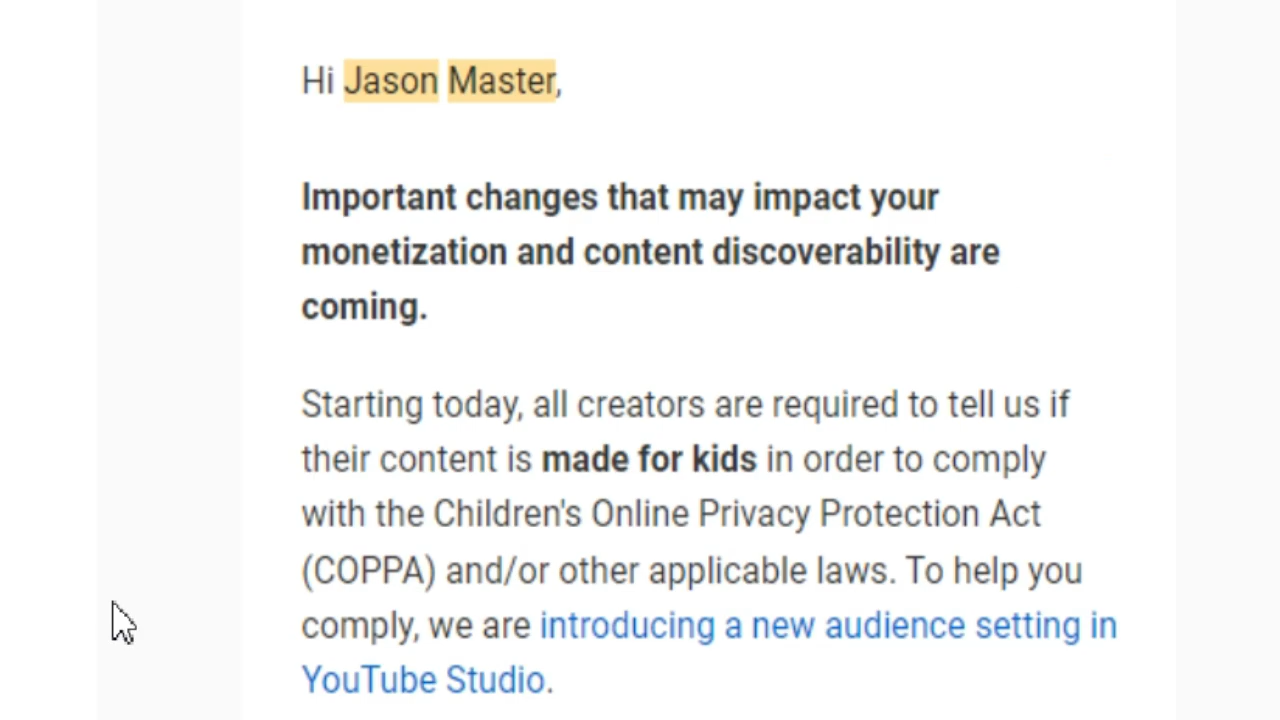 Hi Jason Master,
Important changes that may impact your
monetization and content discoverability are
coming.
Starting today, all creators are required to tell us if
their content is made for kids in order to comply
with the Children's Online Privacy Protection Act
(COPPA) and/or other applicable laws. To help you
comply, we are introducing a new audience setting in
YouTube Studio.